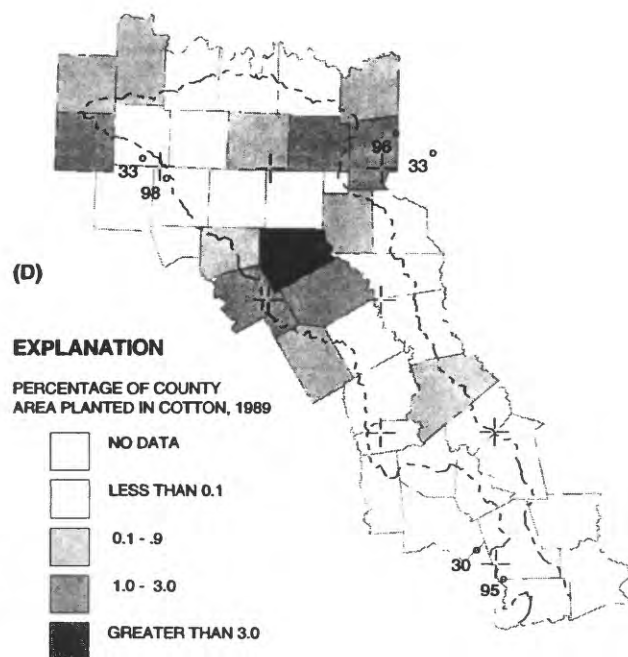 96°
33°
33°
98
(D)
EXPLANATION
PERCENTAGE OF COUNTY
AREA PLANTED IN COTTON, 1989
NO DATA
LESS THAN 0.1
0.1 - .9
1.0 - 3.0
GREATER THAN 3.0
30°
95°